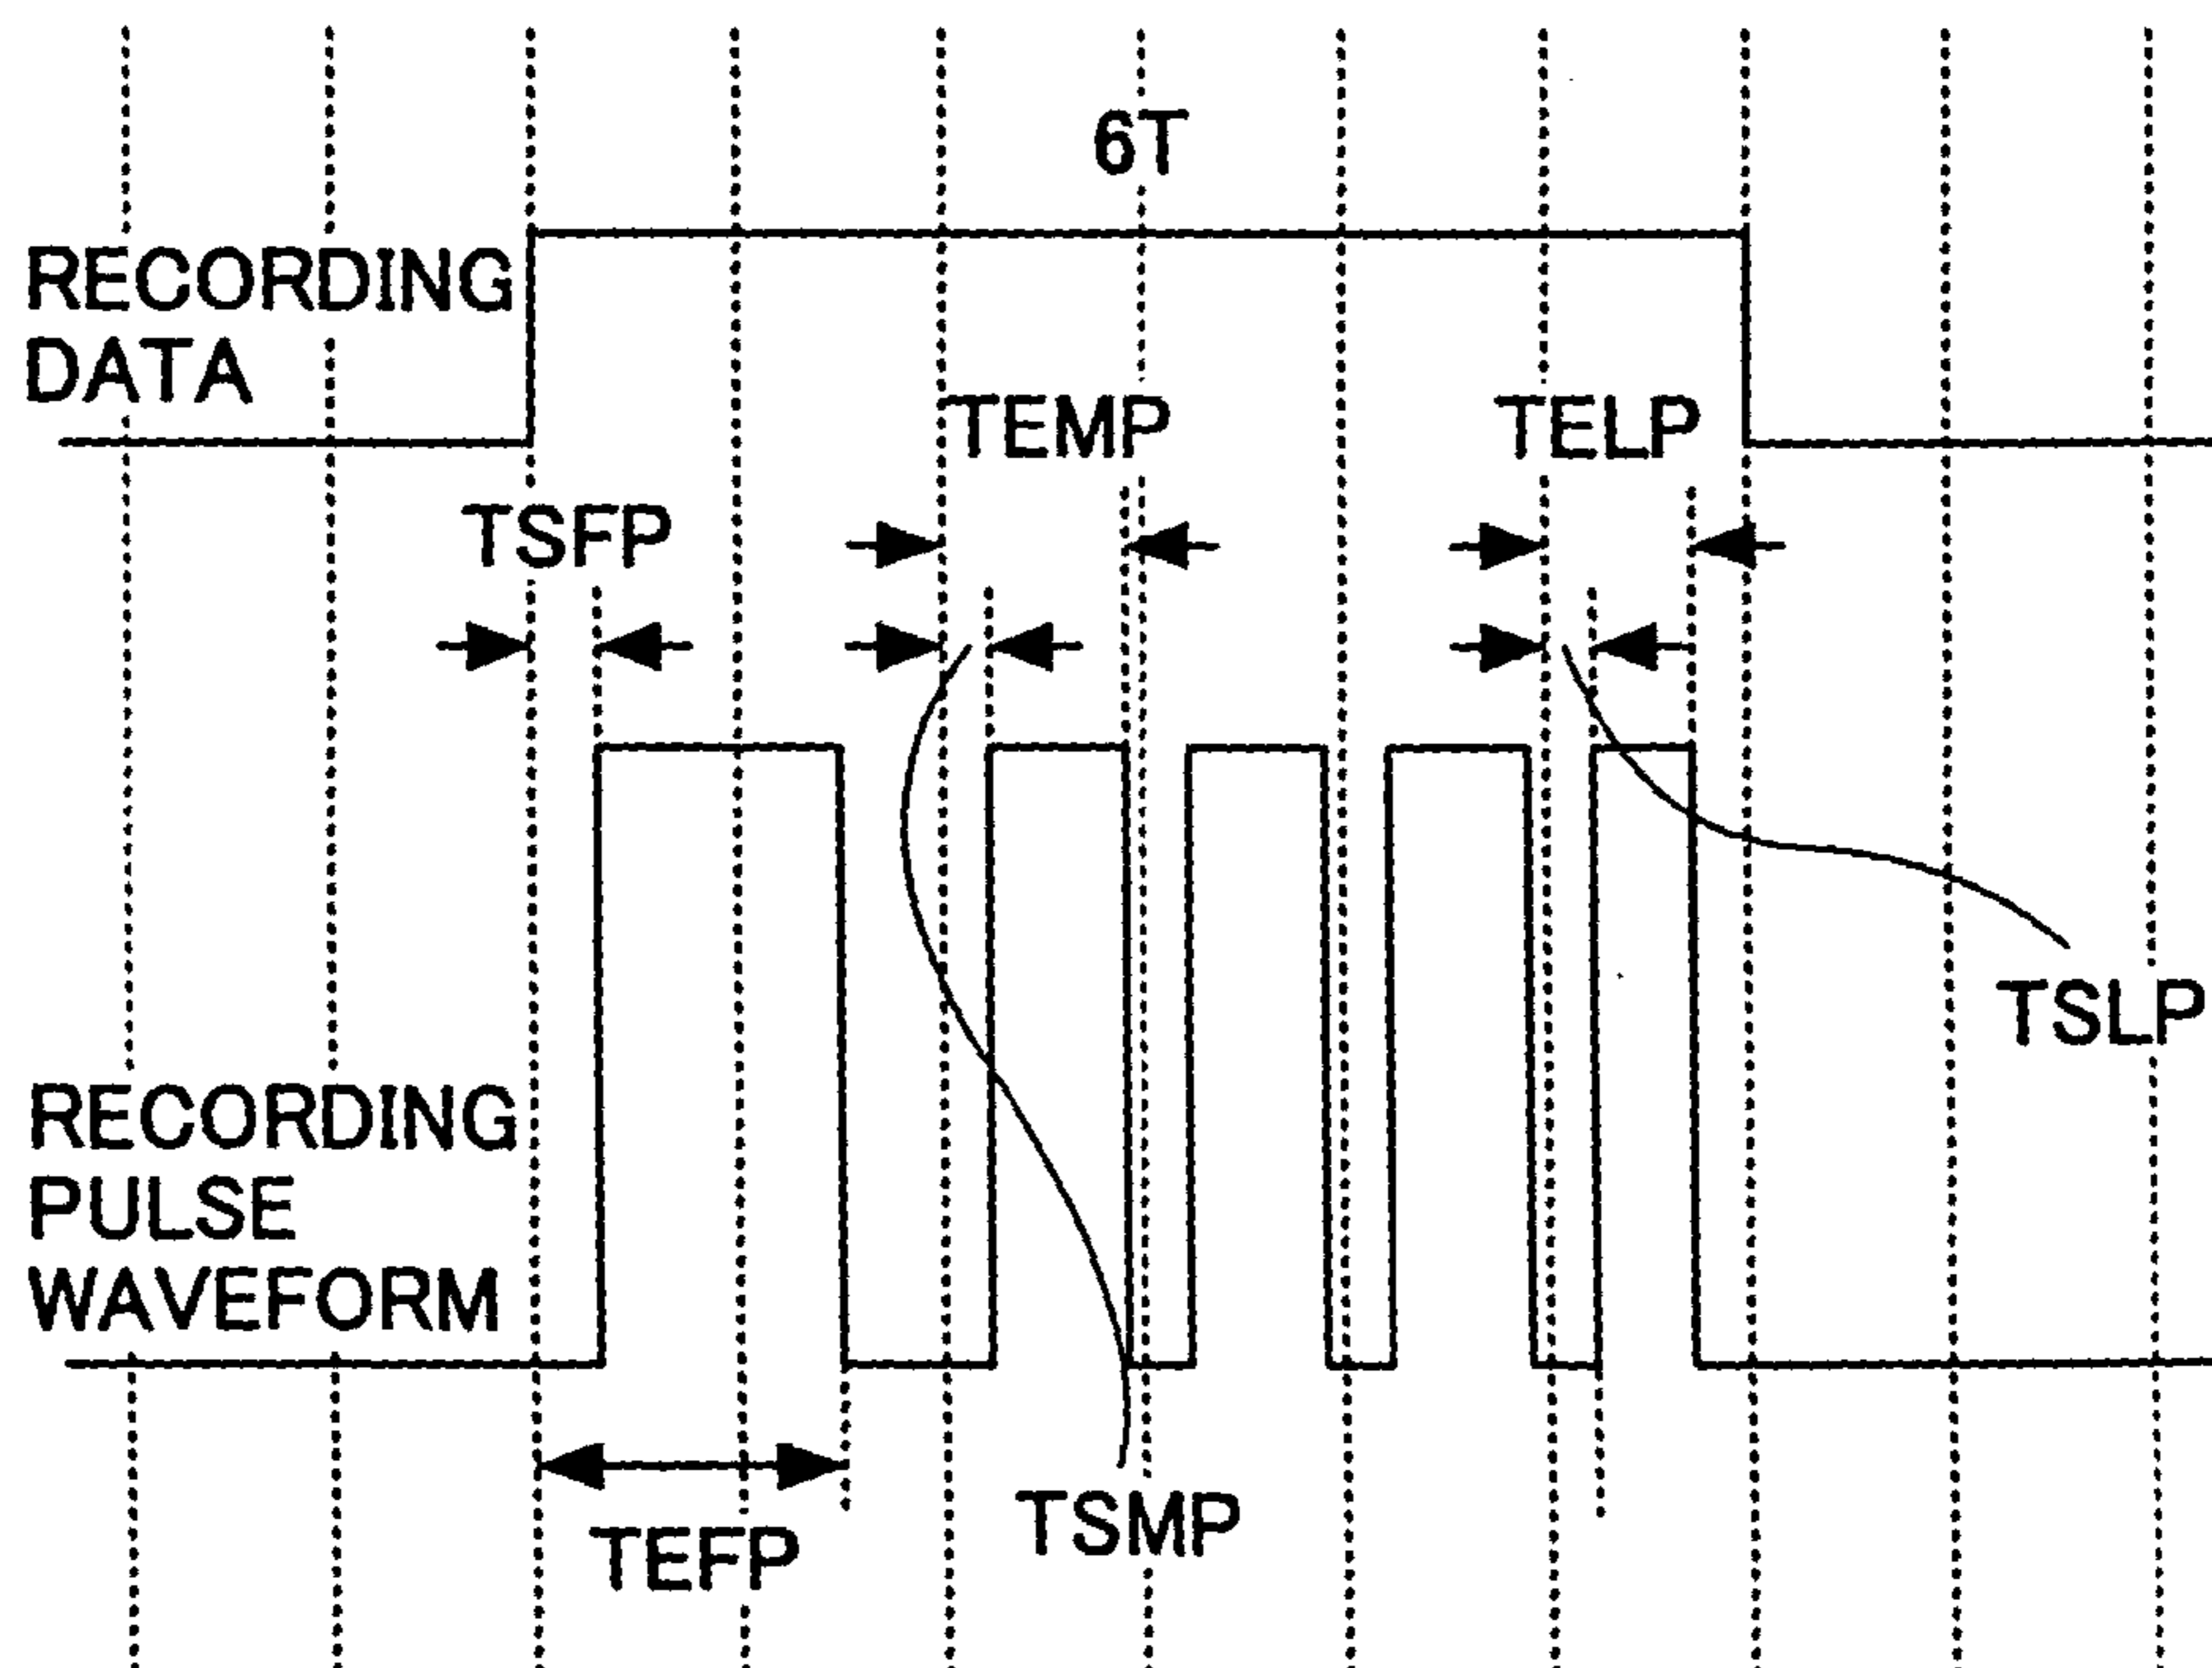 6T
RECORDING
DATA
TEMP
TELP
TSFP
TSLP
RECORDING
PULSE
WAVEFORM
TSMP
TEFP